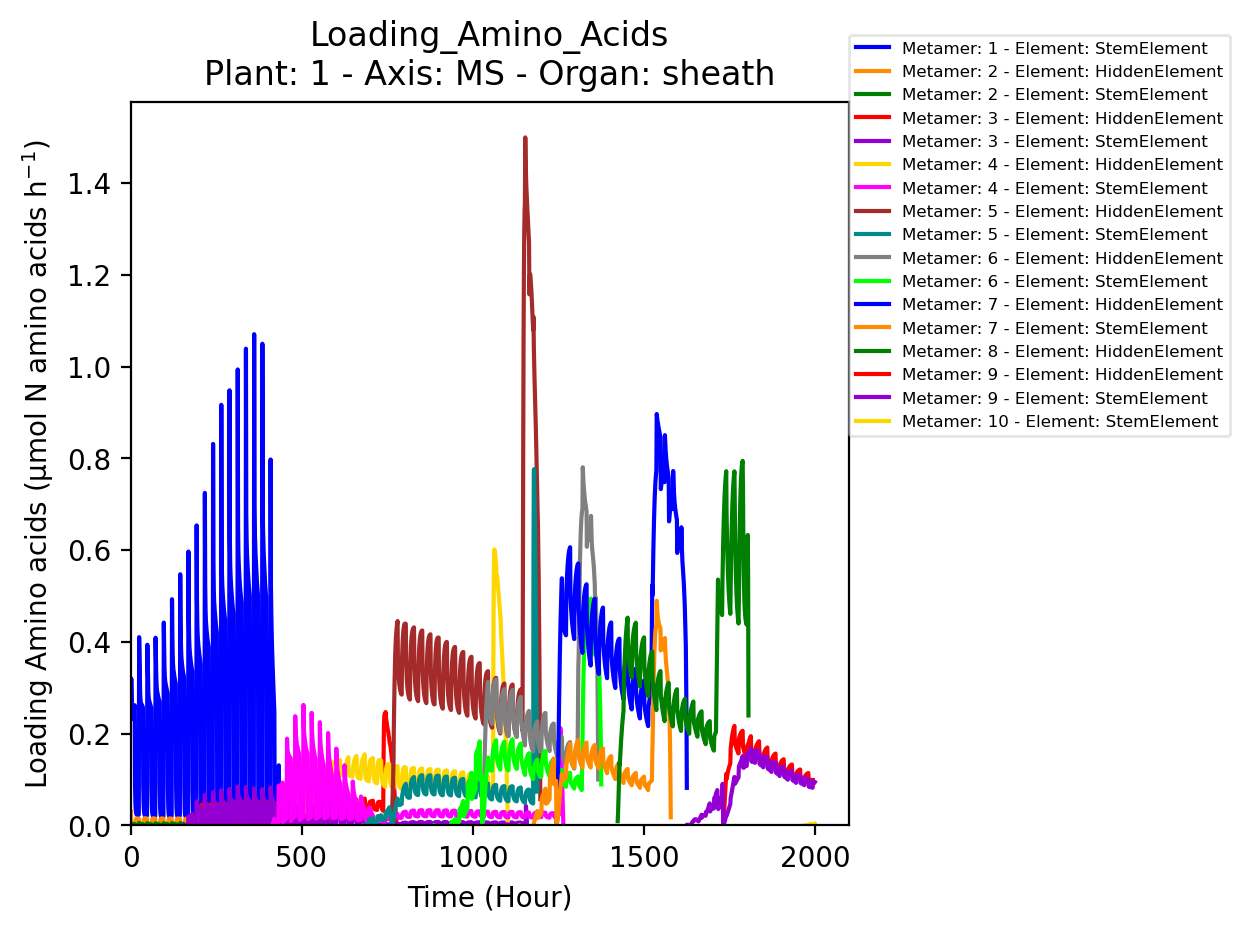 Loading_Amino_Acids
Plant: 1 - Axis: MS - Organ: sheath
Loading Amino acids (µmol N amino acids h⁻¹)
1.4
1.2
1.0
0.8
0.6
0.4
0.2
0.0
0
500
1000
1500
2000
Time (Hour)
Metamer: 1 - Element: StemElement
Metamer: 2 - Element: HiddenElement
Metamer: 2 - Element: StemElement
Metamer: 3 - Element: HiddenElement
Metamer: 3 - Element: StemElement
Metamer: 4 - Element: HiddenElement
Metamer: 4 - Element: StemElement
Metamer: 5 - Element: HiddenElement
Metamer: 5 - Element: StemElement
Metamer: 6 - Element: HiddenElement
Metamer: 6 - Element: StemElement
Metamer: 7 - Element: HiddenElement
Metamer: 7 - Element: StemElement
Metamer: 8 - Element: HiddenElement
Metamer: 9 - Element: HiddenElement
Metamer: 9 - Element: StemElement
Metamer: 10 - Element: StemElement